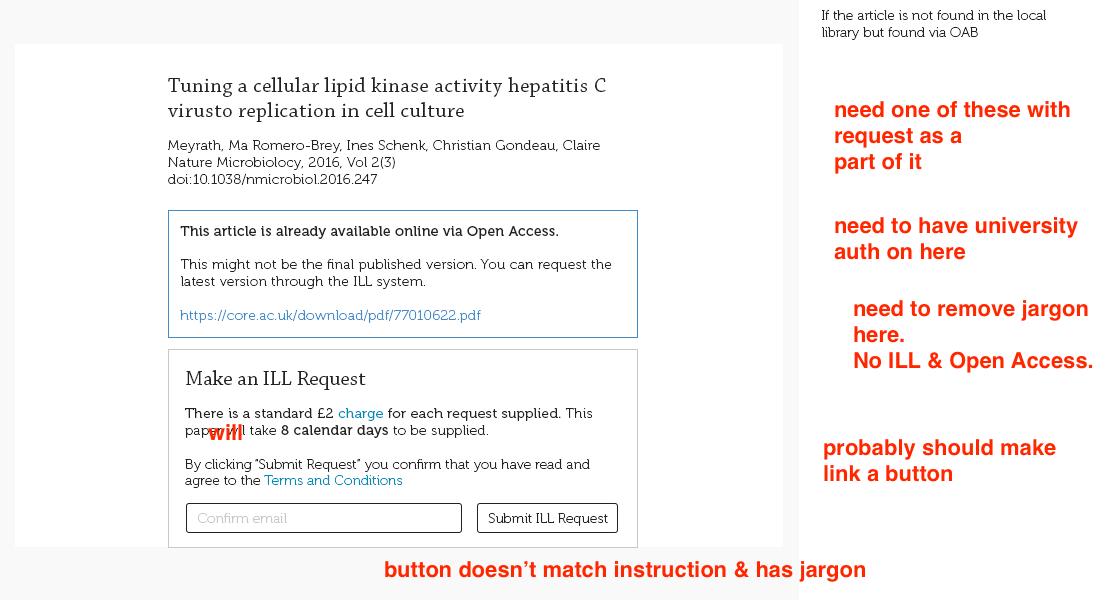 If the article is not found in the local
library but found via OAB
Tuning a cellular lipid kinase activity hepatitis C
virusto replication in cell culture
Meyrath, Ma Romero-Brey, Ines Schenk, Christian Gondeau, Claire
Nature Microbiolocy, 2016, Vol 2(3)
doi:10.1038/nmicrobiol.2016.247
This article is already available online via Open Access.
This might not be the final published version. You can request the
latest version through the ILL system.
https://core.ac.uk/download/pdf/77010622.pdf
Make an ILL Request
There is a standard £2 charge for each request supplied. This
paper will take 8 calendar days to be supplied.
will
By clicking "Submit Request" you confirm that you have read and
agree to the Terms and Conditions
Confirm email
Submit ILL Request
need one of these with
request as a
part of it
need to have university
auth on here
need to remove jargon
here.
No ILL & Open Access.
probably should make
link a button
button doesn't match instruction & has jargon